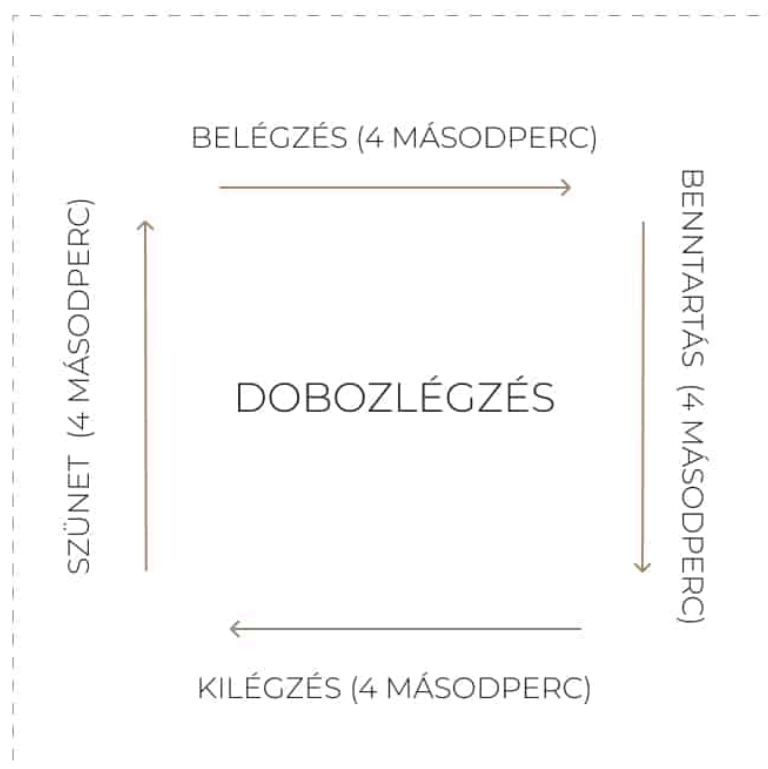 BELÉGZÉS (4 MÁSODPERC)
BENNTARTÁS (4 MÁSODPERC)
SZÜNET (4 MÁSODPERC)
DOBOZLÉGZÉS
KILÉGZÉS (4 MÁSODPERC)